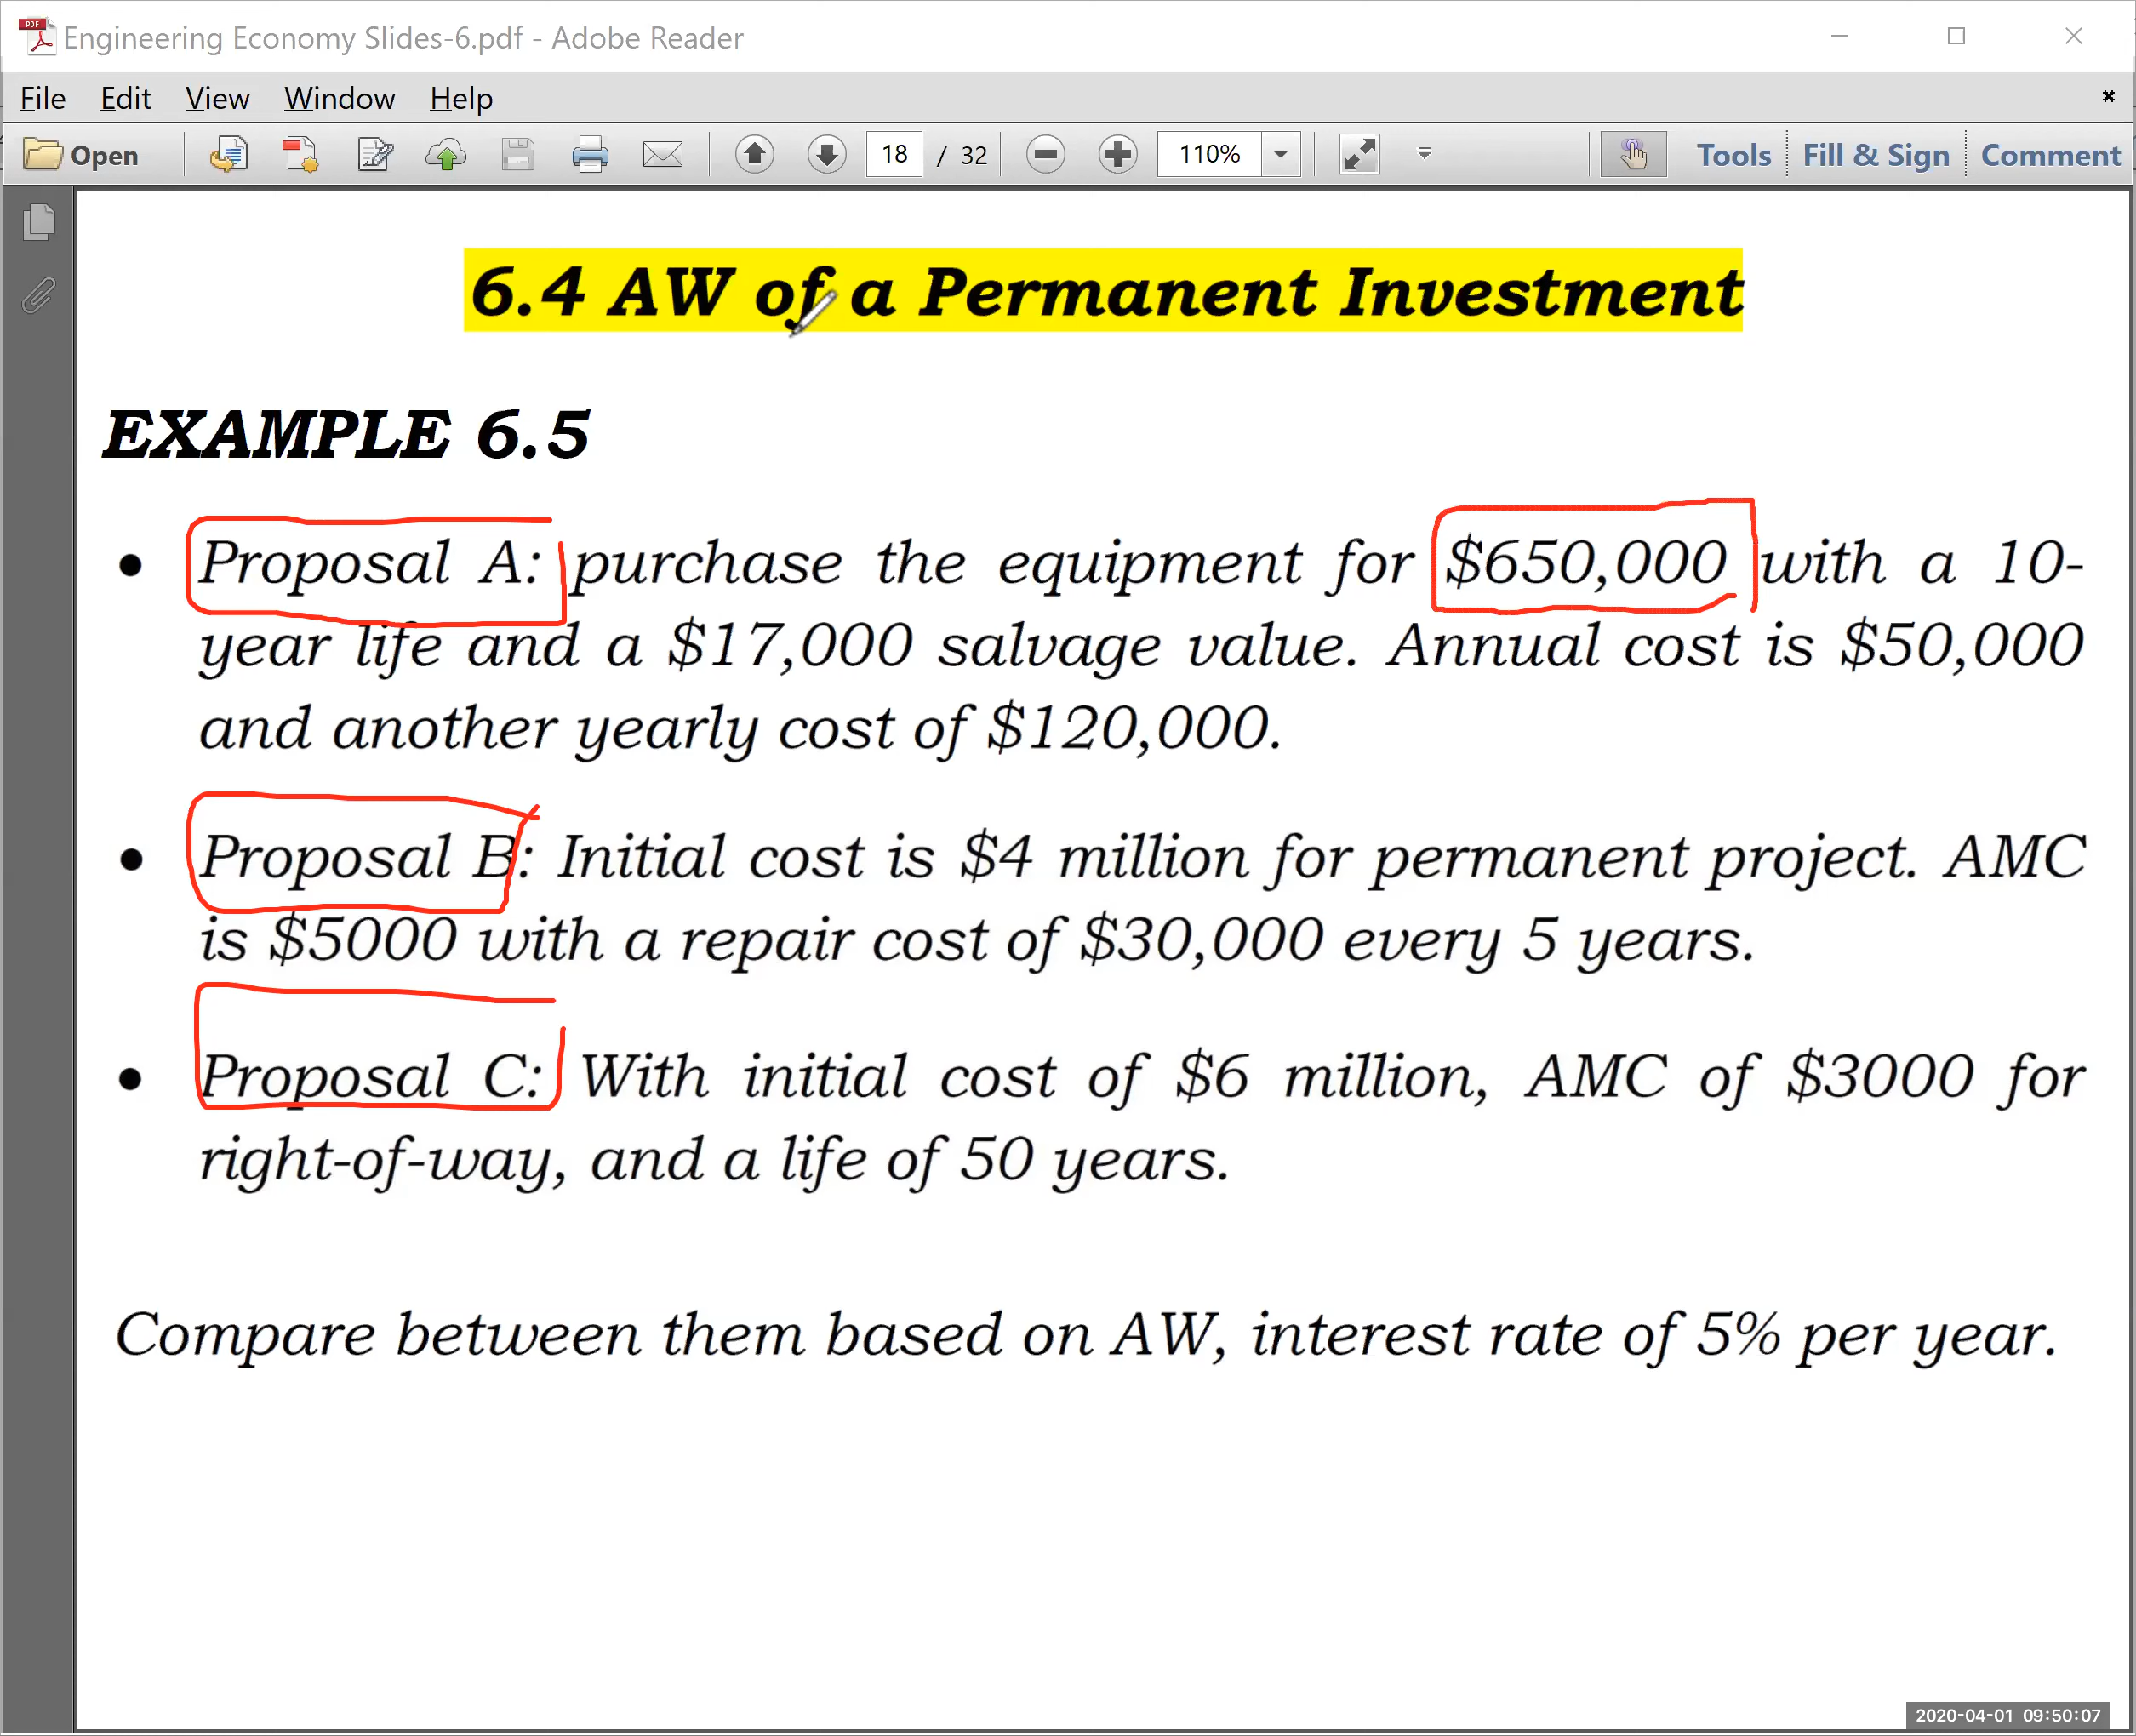 Engineering Economy Slides-6.pdf - Adobe Reader
File Edit View Window Help
Open 18 / 32 110% Tools Fill & Sign Comment
6.4 AW of a Permanent Investment
EXAMPLE 6.5
• Proposal A: purchase the equipment for $650,000 with a 10-
year life and a $17,000 salvage value. Annual cost is $50,000
and another yearly cost of $120,000.
• Proposal B: Initial cost is $4 million for permanent project. AMC
is $5000 with a repair cost of $30,000 every 5 years.
• Proposal C: With initial cost of $6 million, AMC of $3000 for
right-of-way, and a life of 50 years.
Compare between them based on AW, interest rate of 5% per year.
2020-04-01 09:50:07